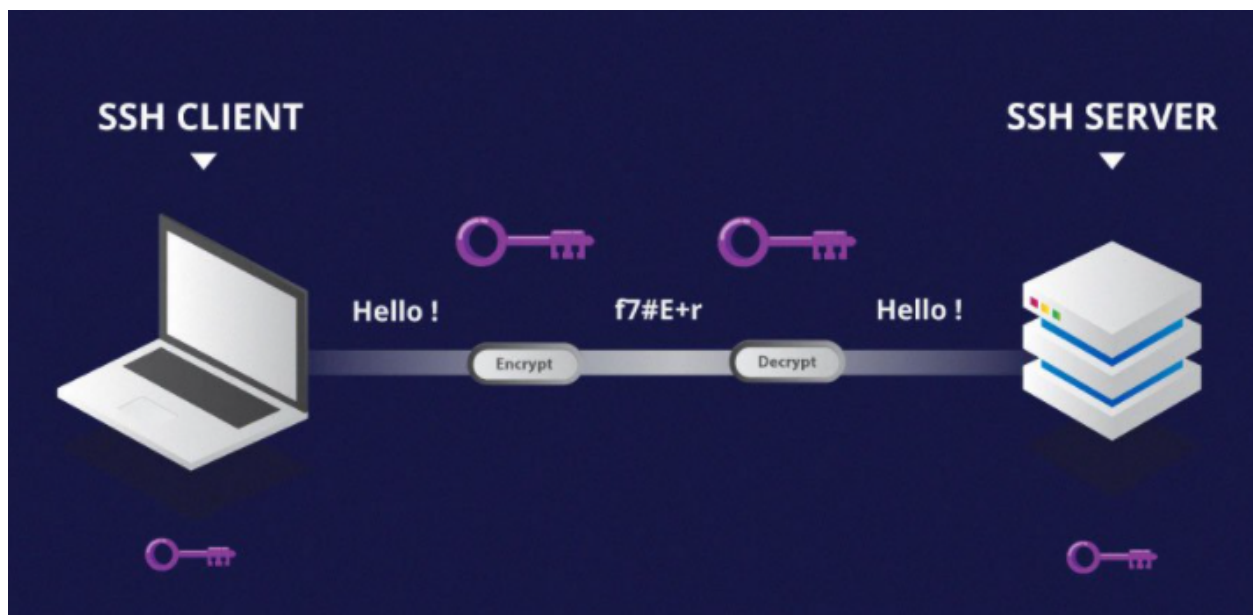 SSH CLIENT
SSH SERVER
Hello !
f7#E+r
Hello !
Encrypt
Decrypt